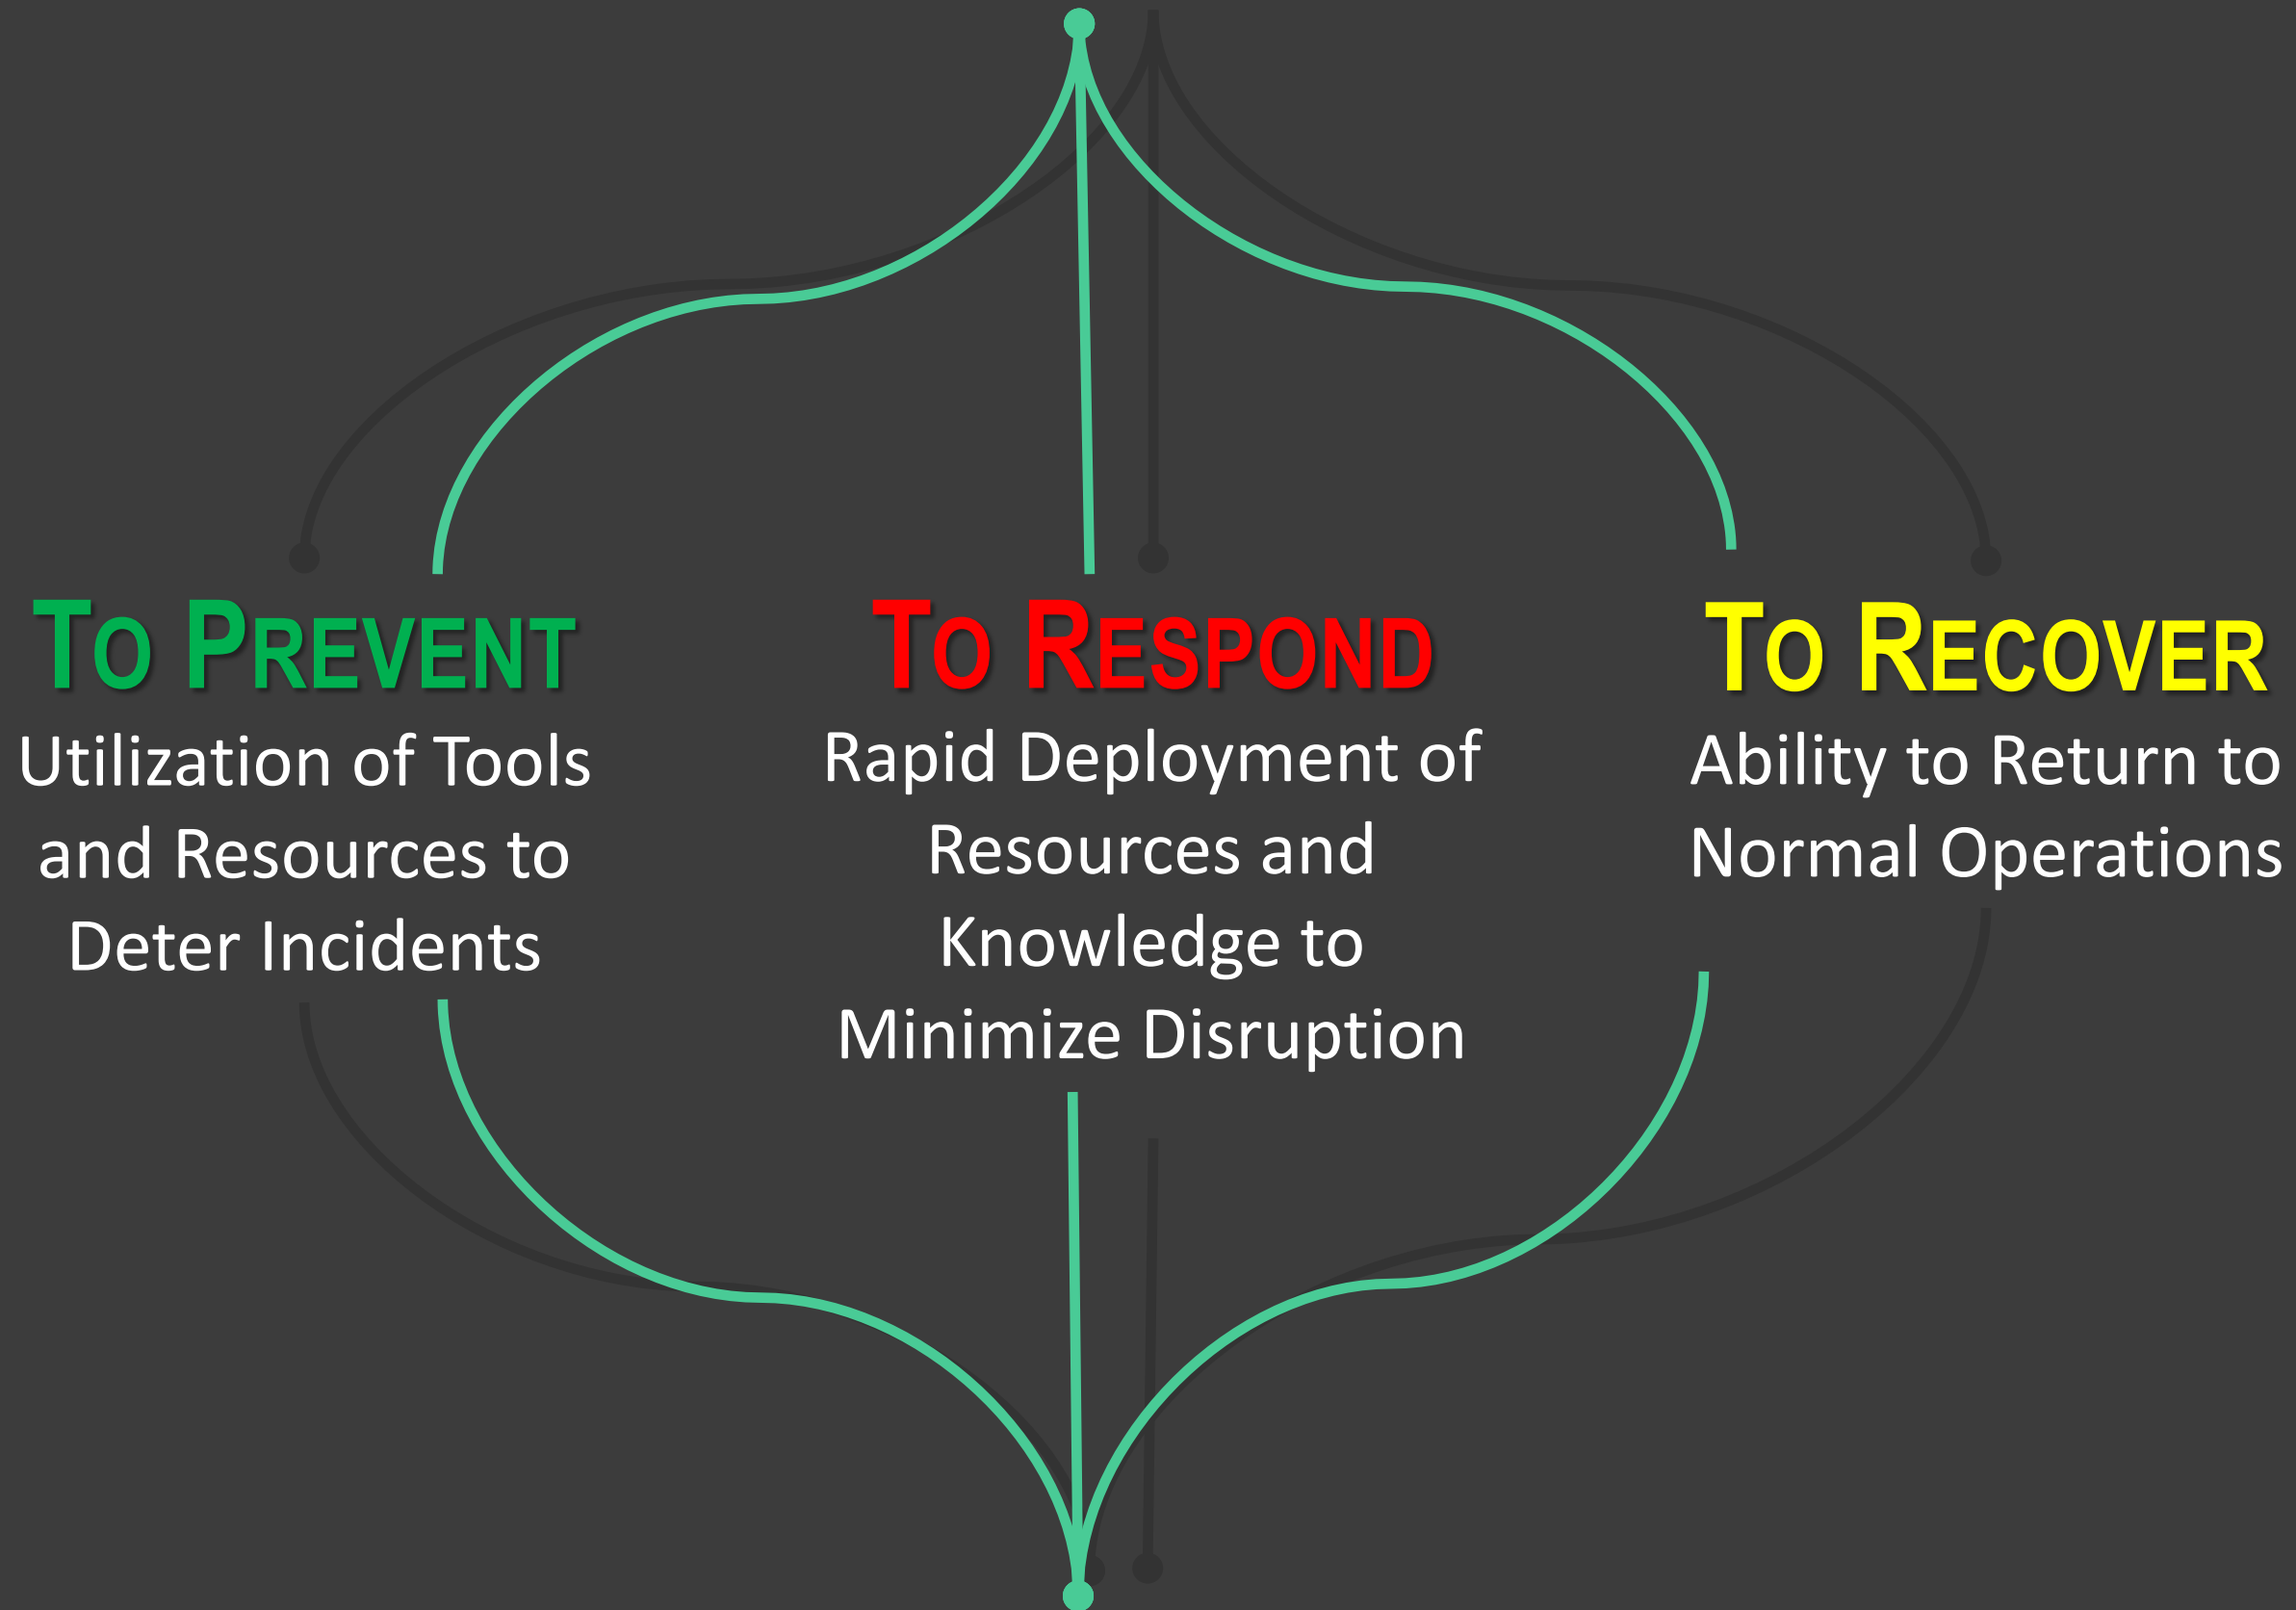 To Prevent
Utilization of Tools
and Resources to
Deter Incidents
To Respond
Rapid Deployment of
Resources and
Knowledge to
Minimize Disruption
To Recover
Ability to Return to
Normal Operations